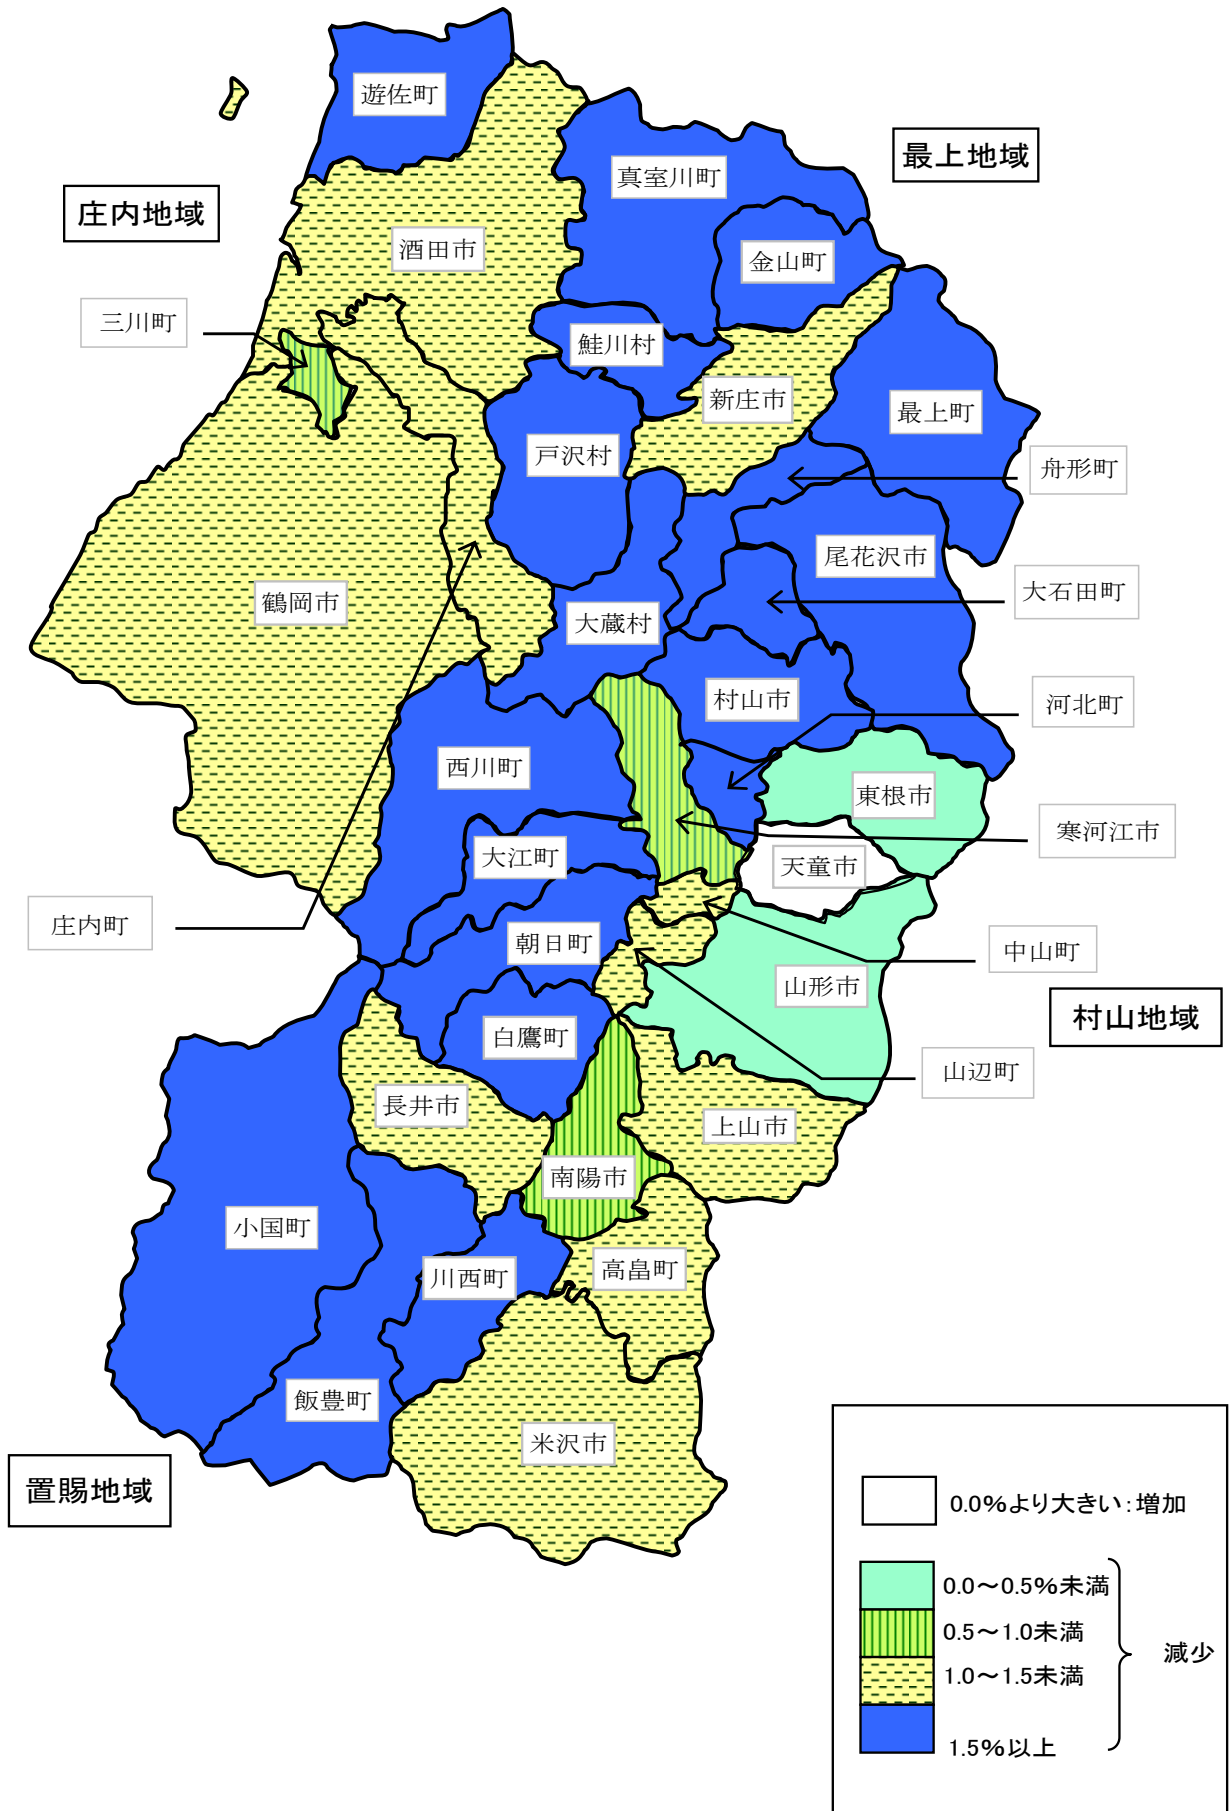 遊佐町
最上地域
真室川町
庄内地域
酒田市
金山町
三川町
鮭川村
新庄市
最上町
戸沢村
舟形町
尾花沢市
大石田町
鶴岡市
大蔵村
村山市
河北町
西川町
東根市
寒河江市
大江町
天童市
庄内町
朝日町
中山町
山形市
村山地域
白鷹町
山辺町
長井市
上山市
南陽市
小国町
川西町
高畠町
飯豊町
米沢市
置賜地域
0.0%より大きい：増加
0.0～0.5%未満
0.5～1.0未満
減少
1.0～1.5未満
1.5%以上